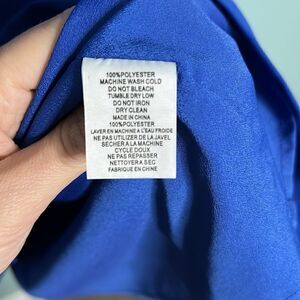 100%POLYESTER
MACHINE WASH COLD
DO NOT BLEACH
TUMBLE DRY LOW
DO NOT IRON
DRY CLEAN
MADE IN CHINA
100%POLYESTER
LAVER EN MACHINE A L'EAU FROIDE
NE PAS UTILIZER DE LA JAVEL
SÉCHER À LA MACHINE
CYCLE DOUX
NE PAS REPASSER
NETTOYER À SEC
FABRIQUE EN CHINE